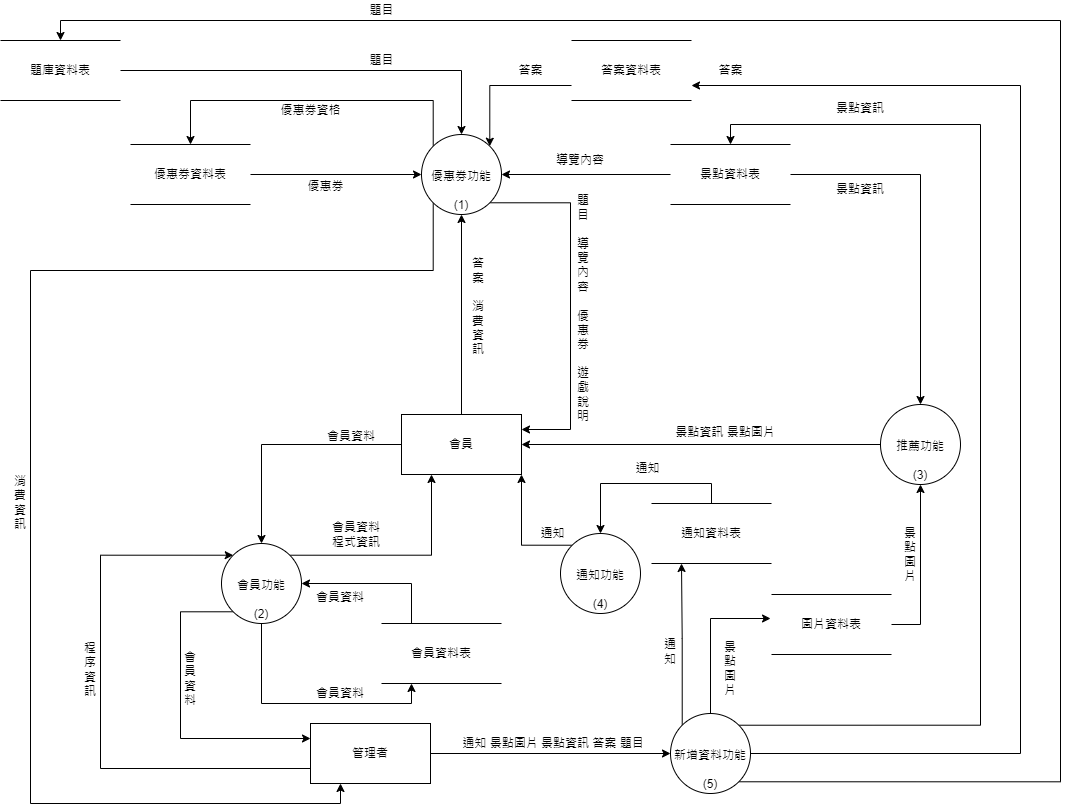 題目
題庫資料表
題目
答案
答案資料表
答案
優惠劵資格
景點資訊
優惠劵資料表
優惠劵
優惠劵功能
(1)
導覽內容
景點資料表
景點資訊
題目 導覽內容 優惠劵 遊戲說明
答案 消費資訊
會員資料
會員
景點資訊 景點圖片
推薦功能
(3)
消費資訊
通知
會員資料
程式資訊
通知
通知資料表
景點圖片
會員功能
(2)
會員資料
通知功能
(4)
圖片資料表
程序資訊
會員資料
會員資料表
通知
景點圖片
會員資料
管理者
通知 景點圖片 景點資訊 答案 題目
新增資料功能
(5)